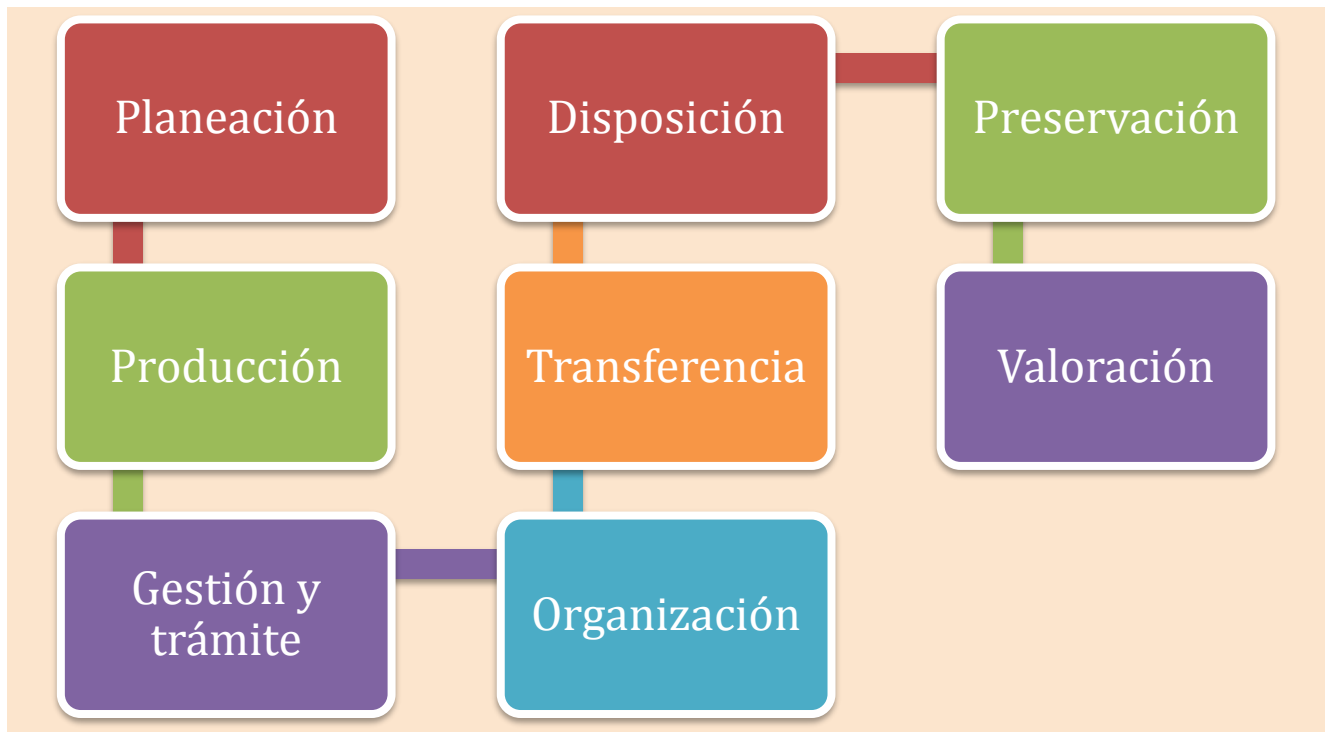 Planeación
Producción
Gestión y
trámite
Organización
Transferencia
Disposición
Preservación
Valoración